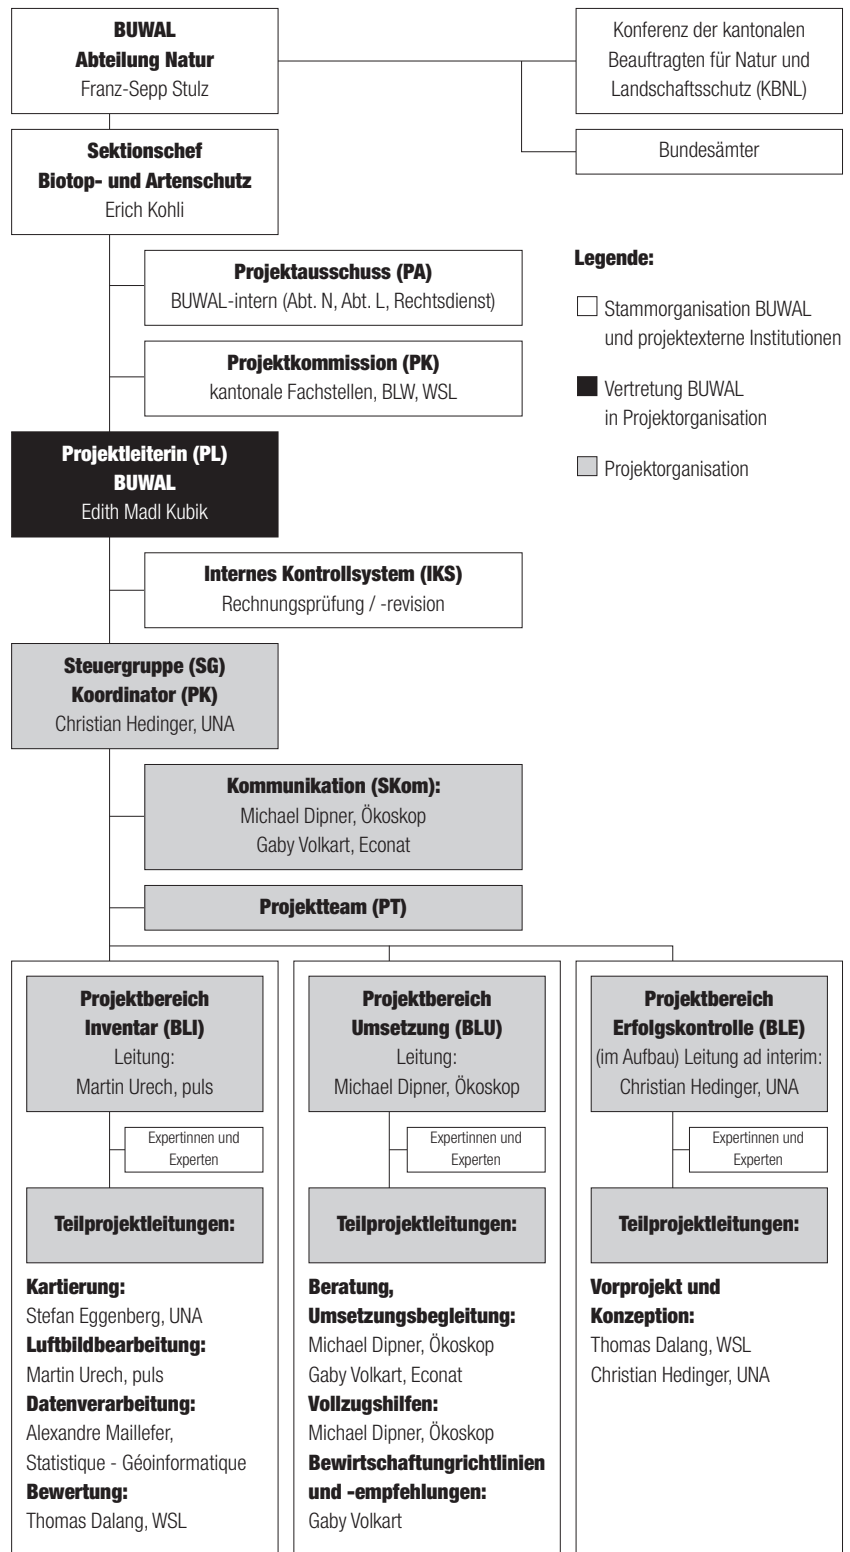 BUWAL
Abteilung Natur
Franz-Sepp Stulz
Konferenz der kantonalen
Beauftragten für Natur und
Landschaftsschutz (KBNL)
Sektionschef
Biotop- und Artenschutz
Erich Kohli
Bundesämter
Projektausschuss (PA)
BUWAL-intern (Abt. N, Abt. L, Rechtsdienst)
Projektkommission (PK)
kantonale Fachstellen, BLW, WSL
Legende:
Stammorganisation BUWAL
und projektexterne Institutionen
Vertretung BUWAL
in Projektorganisation
Projektorganisation
Projektleiterin (PL)
BUWAL
Edith Madl Kubik
Internes Kontrollsystem (IKS)
Rechnungsprüfung / -revision
Steuergruppe (SG)
Koordinator (PK)
Christian Hedinger, UNA
Kommunikation (SKom):
Michael Dipner, Ökoskop
Gaby Volkart, Econat
Projektteam (PT)
Projektbereich
Inventar (BLI)
Leitung:
Martin Urech, puls
Expertinnen und
Experten
Teilprojektleitungen:
Kartierung:
Stefan Eggenberg, UNA
Luftbildbearbeitung:
Martin Urech, puls
Datenverarbeitung:
Alexandre Maillefer,
Statistique - Géoinformatique
Bewertung:
Thomas Dalang, WSL
Projektbereich
Umsetzung (BLU)
Leitung:
Michael Dipner, Ökoskop
Expertinnen und
Experten
Teilprojektleitungen:
Beratung,
Umsetzungsbegleitung:
Michael Dipner, Ökoskop
Gaby Volkart, Econat
Vollzugshilfen:
Michael Dipner, Ökoskop
Bewirtschaftungrichtlinien
und -empfehlungen:
Gaby Volkart
Projektbereich
Erfolgskontrolle (BLE)
(im Aufbau) Leitung ad interim:
Christian Hedinger, UNA
Expertinnen und
Experten
Teilprojektleitungen:
Vorprojekt und
Konzeption:
Thomas Dalang, WSL
Christian Hedinger, UNA